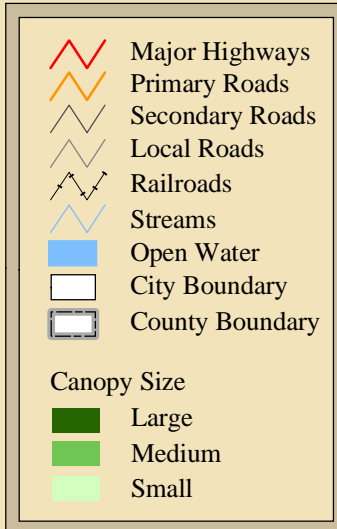 Major Highways
Primary Roads
Secondary Roads
Local Roads
Railroads
Streams
Open Water
City Boundary
County Boundary
Canopy Size
Large
Medium
Small